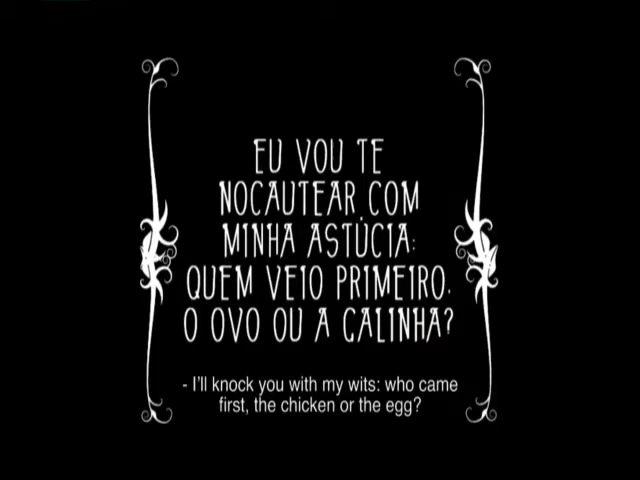 EU VOU TE
NOCAUTEAR COM
MINHA ASTÚCIA:
QUEM VEIO PRIMEIRO,
O OVO OU A GALINHA?
- I'll knock you with my wits: who came
first, the chicken or the egg?